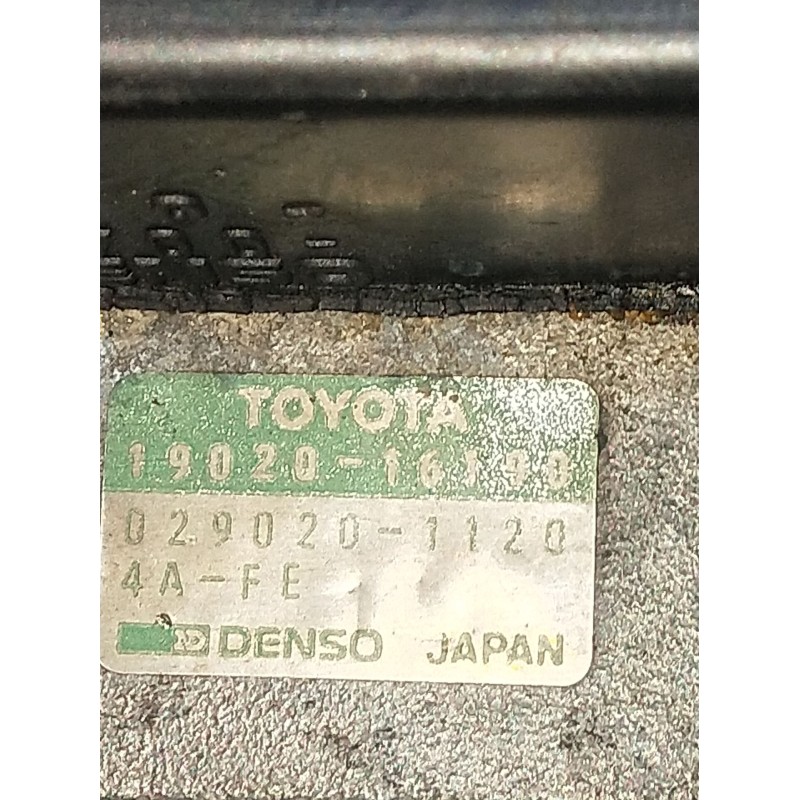 TOYOTA
19020-16190
029020-1120
4A-FE
DENSO JAPAN